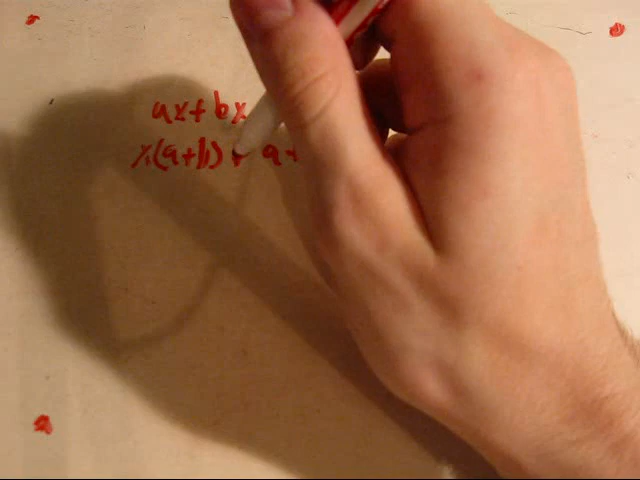 ax + bx
x(a+b) + a